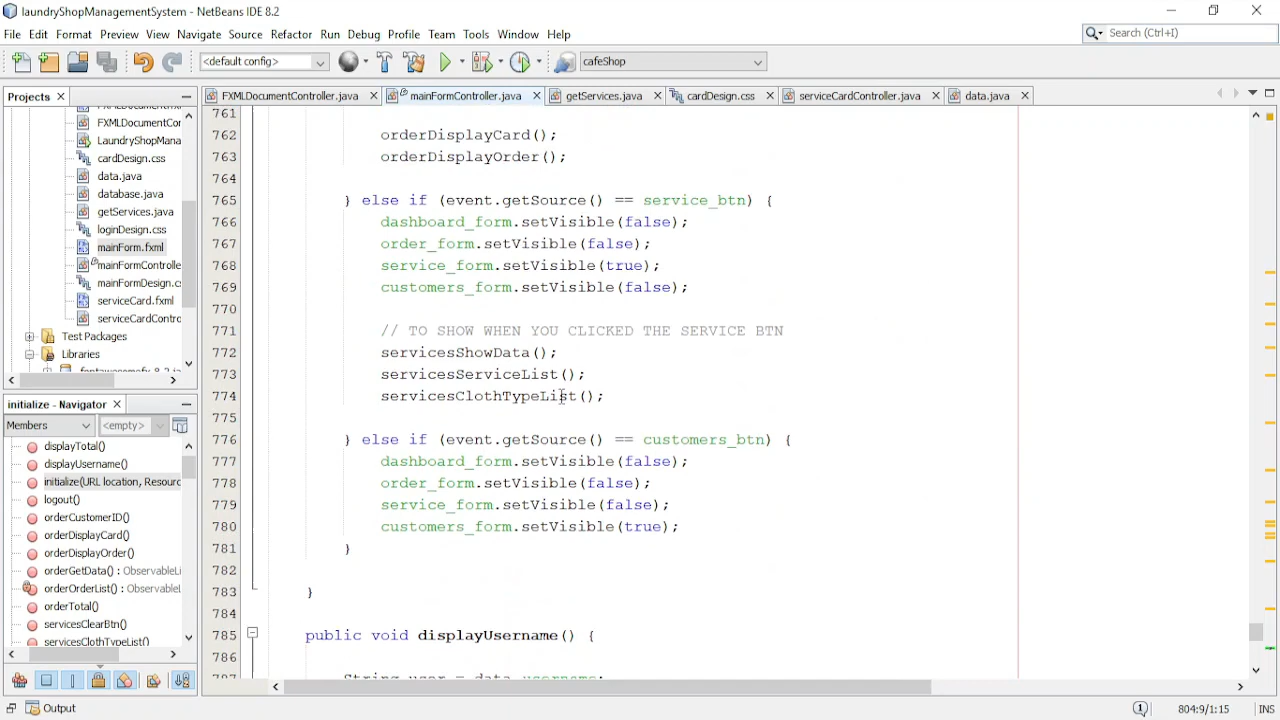 laundryShopManagementSystem - NetBeans IDE 8.2
File Edit Format Preview View Navigate Source Refactor Run Debug Profile Team Tools Window Help
Search (Ctrl+I)
<default config>
cafeShop
Projects
FXMLDocumentController.java
mainFormController.java
getServices.java
cardDesign.css
serviceCardController.java
data.java
FXMLDocumentCor
LaundryShopMana
cardDesign.css
data.java
database.java
getServices.java
loginDesign.css
mainForm.fxml
mainFormControlle
mainFormDesign.cs
serviceCard.fxml
serviceCardContro
Test Packages
Libraries
initialize - Navigator
Members
<empty>
displayTotal()
displayUsername()
initialize(URL location, Resourc
logout()
orderCustomerID()
orderDisplayCard()
orderDisplayOrder()
orderGetData() : ObservableLi
orderOrderList() : ObservableL
orderTotal()
servicesClearBtn()
servicesClothTypeList()
761
762 orderDisplayCard();
763 orderDisplayOrder();
764
765 } else if (event.getSource() == service_btn) {
766 dashboard_form.setVisible(false);
767 order_form.setVisible(false);
768 service_form.setVisible(true);
769 customers_form.setVisible(false);
770
771 // TO SHOW WHEN YOU CLICKED THE SERVICE BTN
772 servicesShowData();
773 servicesServiceList();
774 servicesClothTypeList();
775
776 } else if (event.getSource() == customers_btn) {
777 dashboard_form.setVisible(false);
778 order_form.setVisible(false);
779 service_form.setVisible(false);
780 customers_form.setVisible(true);
781 }
782
783 }
784
785 public void displayUsername() {
786
String user = data.username;
Output
804:9/1:15 INS